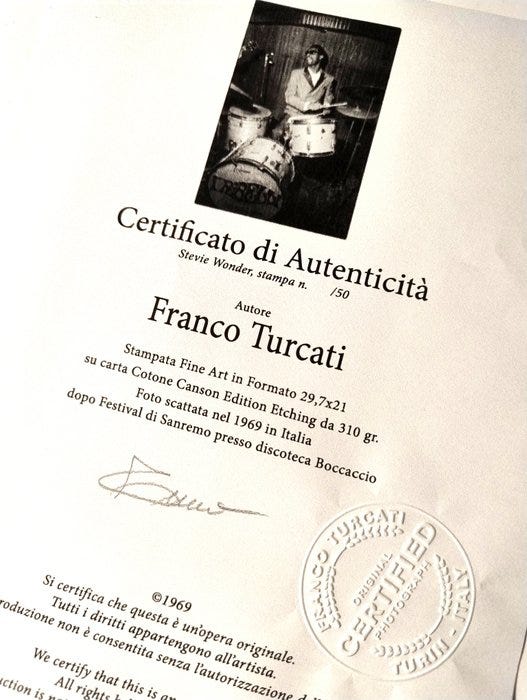 Certificato di Autenticità
Stevie Wonder, stampa n. /50
Autore
Franco Turcati
Stampata Fine Art in Formato 29,7x21
su carta Cotone Canson Edition Etching da 310 gr.
Foto scattata nel 1969 in Italia
dopo Festival di Sanremo presso discoteca Boccaccio
FRANCO TURCATI
ORIGINAL
CERTIFIED
PHOTOGRAPH
TURIN - ITALY
©1969
Si certifica che questa è un'opera originale.
Tutti i diritti appartengono all'artista.
roduzione non è consentita senza l'autorizzazione
We certify that this is
All rights